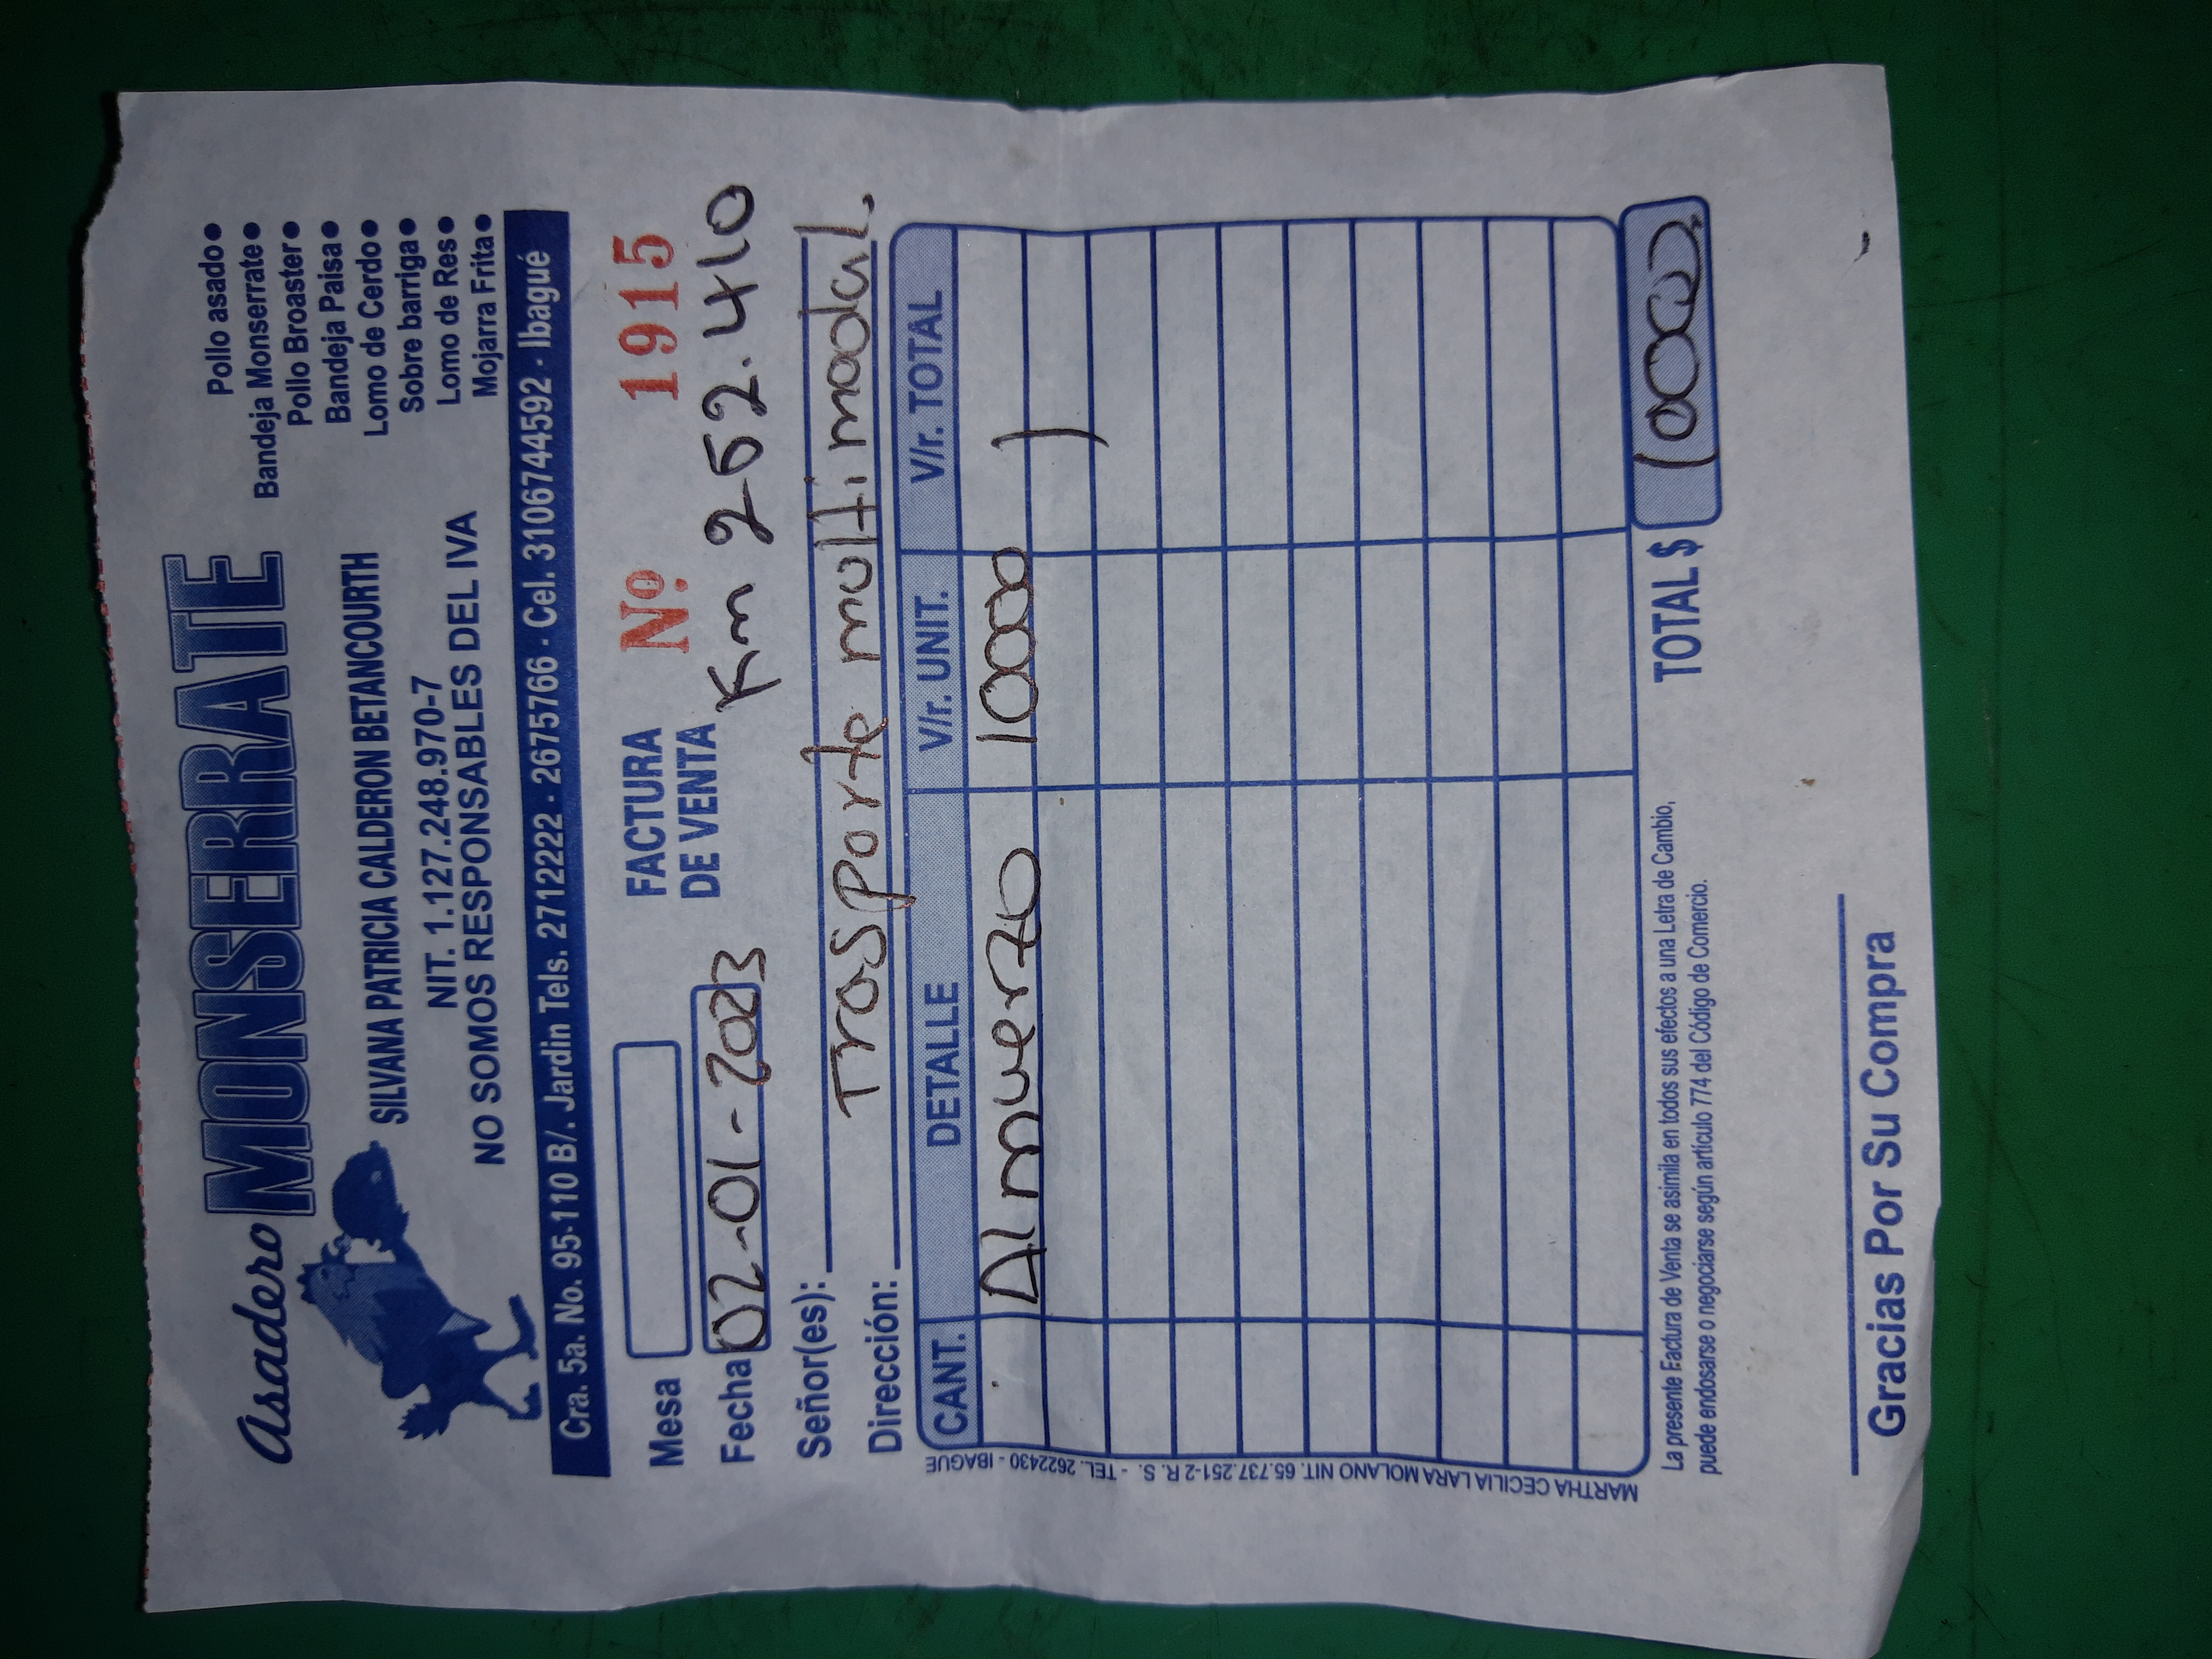 Asadero MONSERRATE
SILVANA PATRICIA CALDERON BETANCOURTH
NIT. 1.127.248.970-7
NO SOMOS RESPONSABLES DEL IVA
Pollo asado●
Bandeja Monserrate●
Pollo Broaster●
Bandeja Paisa●
Lomo de Cerdo●
Sobre barriga●
Lomo de Res●
Mojarra Frita●
Cra. 5a. No. 95-110 B/. Jardin Tels. 2712222 - 2675766 - Cel. 3106744592 - Ibagué
Mesa
FACTURA
DE VENTA
Nº 1915
Fecha 02-01-2023
Km 262.410
Señor(es):
Trasporte multimodal.
Dirección:
CANT. DETALLE V/r. UNIT. V/r. TOTAL
Almuerzo 10000
MARTHA CECILIA LARA MOLANO NIT. 65.737.251-2 R. S. - TEL. 2622430 - IBAGUE
La presente Factura de Venta se asimila en todos sus efectos a una Letra de Cambio,
puede endosarse o negociarse según artículo 774 del Código de Comercio.
TOTAL $ 10000
Gracias Por Su Compra